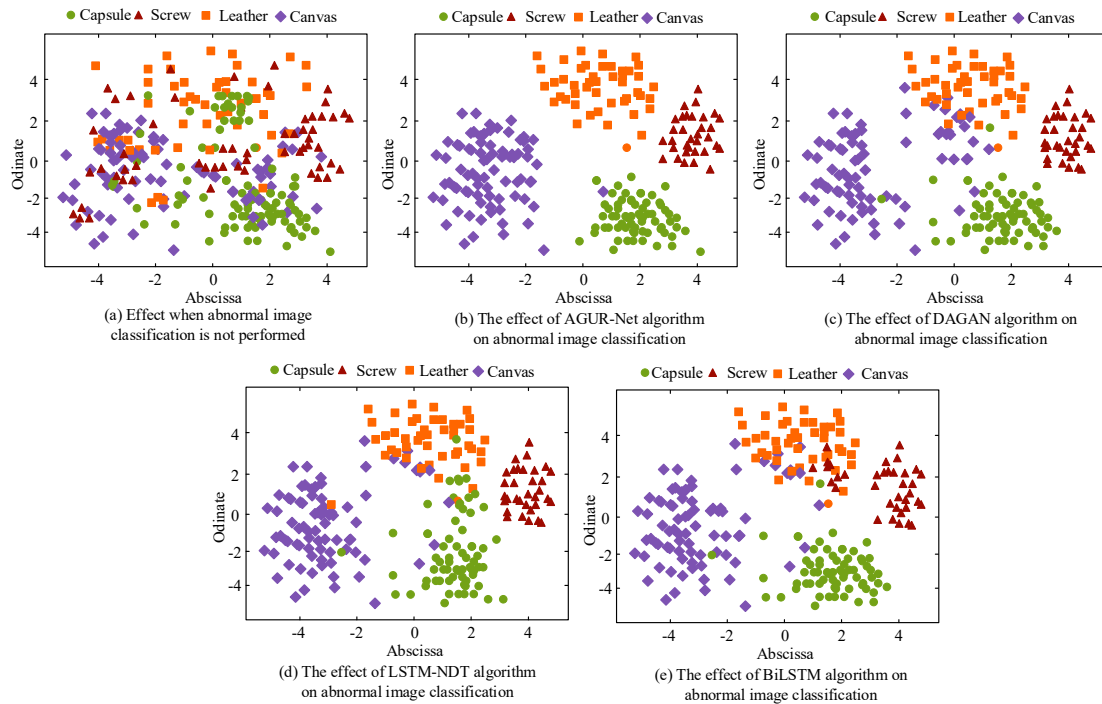 Capsule Screw Leather Canvas
4
2
0
-2
-4
Odinate
-4 -2 0 2 4
Abscissa
(a) Effect when abnormal image
classification is not performed
Capsule Screw Leather Canvas
4
2
0
-2
-4
Odinate
-4 -2 0 2 4
Abscissa
(b) The effect of AGUR-Net algorithm
on abnormal image classification
Capsule Screw Leather Canvas
4
2
0
-2
-4
Odinate
-4 -2 0 2 4
Abscissa
(c) The effect of DAGAN algorithm on
abnormal image classification
Capsule Screw Leather Canvas
4
2
0
-2
-4
Odinate
-4 -2 0 2 4
Abscissa
(d) The effect of LSTM-NDT algorithm
on abnormal image classification
Capsule Screw Leather Canvas
4
2
0
-2
-4
Odinate
-4 -2 0 2 4
Abscissa
(e) The effect of BiLSTM algorithm on
abnormal image classification